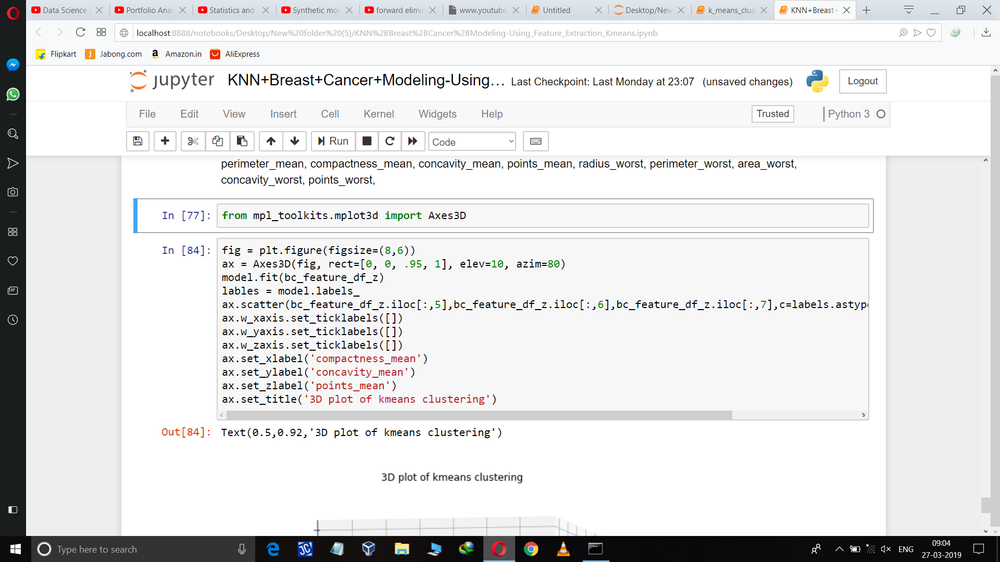 Data Science
Portfolio Anal
Statistics and
Synthetic mod
forward elimin
www.youtube
Untitled
Desktop/New
k_means_clus
KNN+Breast+
localhost:8888/notebooks/Desktop/New%20folder%20(5)/KNN%2BBreast%2BCancer%2BModeling-Using_Feature_Extraction_Kmeans.ipynb
Flipkart
Jabong.com
Amazon.in
AliExpress
jupyter KNN+Breast+Cancer+Modeling-Using... Last Checkpoint: Last Monday at 23:07 (unsaved changes)
Logout
File Edit View Insert Cell Kernel Widgets Help
Trusted
Python 3
Run
Code
perimeter_mean, compactness_mean, concavity_mean, points_mean, radius_worst, perimeter_worst, area_worst,
concavity_worst, points_worst,
In [77]: from mpl_toolkits.mplot3d import Axes3D
In [84]: fig = plt.figure(figsize=(8,6))
ax = Axes3D(fig, rect=[0, 0, .95, 1], elev=10, azim=80)
model.fit(bc_feature_df_z)
lables = model.labels_
ax.scatter(bc_feature_df_z.iloc[:,5],bc_feature_df_z.iloc[:,6],bc_feature_df_z.iloc[:,7],c=labels.astype
ax.w_xaxis.set_ticklabels([])
ax.w_yaxis.set_ticklabels([])
ax.w_zaxis.set_ticklabels([])
ax.set_xlabel('compactness_mean')
ax.set_ylabel('concavity_mean')
ax.set_zlabel('points_mean')
ax.set_title('3D plot of kmeans clustering')
Out[84]: Text(0.5,0.92,'3D plot of kmeans clustering')
3D plot of kmeans clustering
Type here to search
JC
ENG
09:04
27-03-2019